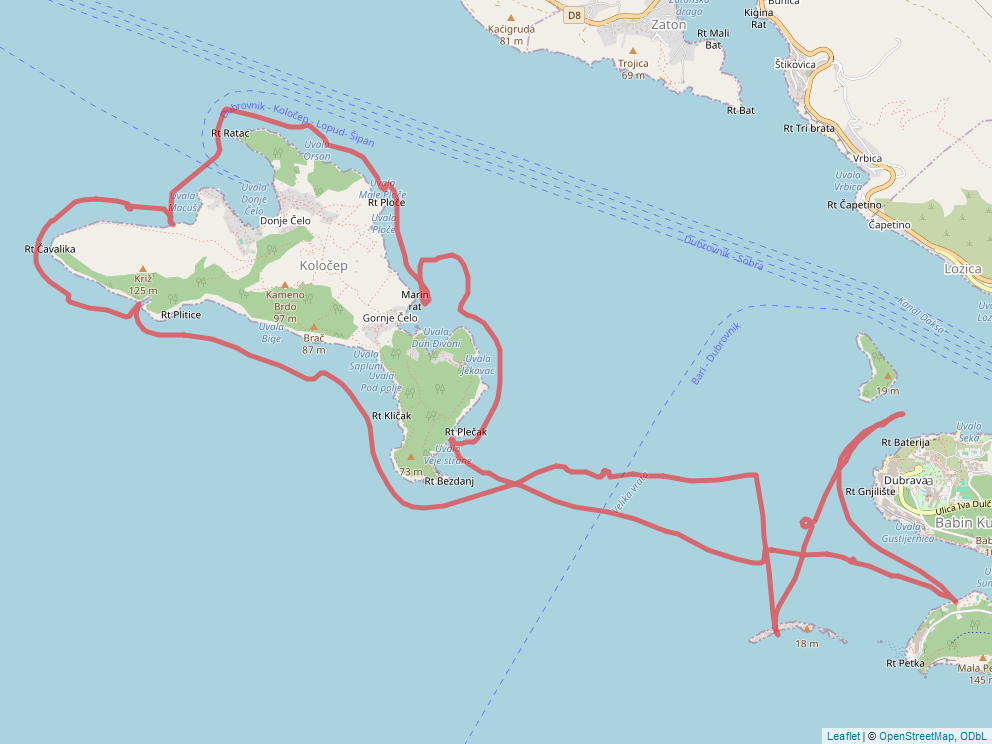 Zatonska
draga
Bunica
Kigina
Rat
D8
Zaton
Kaćigruda
81 m
Rt Mali
Bat
Trojica
69 m
Štikovica
Rt Bat
Dubrovnik - Koločep - Lopud- Šipan
Rt Ratac
Uvala
Orsan
Rt Tri brata
Vrbica
Uvala
Vrbica
Uvala
Mačuš
Uvala
Donje
Čelo
Uvala
Male Ploče
Rt Ploče
Uvala
Ploče
Rt Čapetino
Čapetino
Donje Čelo
Rt Čavalika
Dubrovnik - Sobra
Lozica
Koločep
Križ
125 m
Kameno
Brdo
97 m
Marin
rat
Kanal Daksa
Rt Plitice
Gornje Čelo
Uvala
Bige
Brač
87 m
Uvala
Dun Đivoni
Uvala
Saplun
Uvala
Jekavac
Bari - Dubrovnik
Uvala
Pod polje
19 m
Rt Kličak
Rt Plečak
Uvala
Seka
Rt Baterija
Uvala
Veje strane
73 m
Rt Bezdanj
Velika vrata
Dubrava
Rt Gnjilište
Ulica Iva Dulč
Babin Ku
Uvala
Gustijernica
18 m
Rt Petka
Mala Pe
145 m
Leaflet | © OpenStreetMap, ODbL